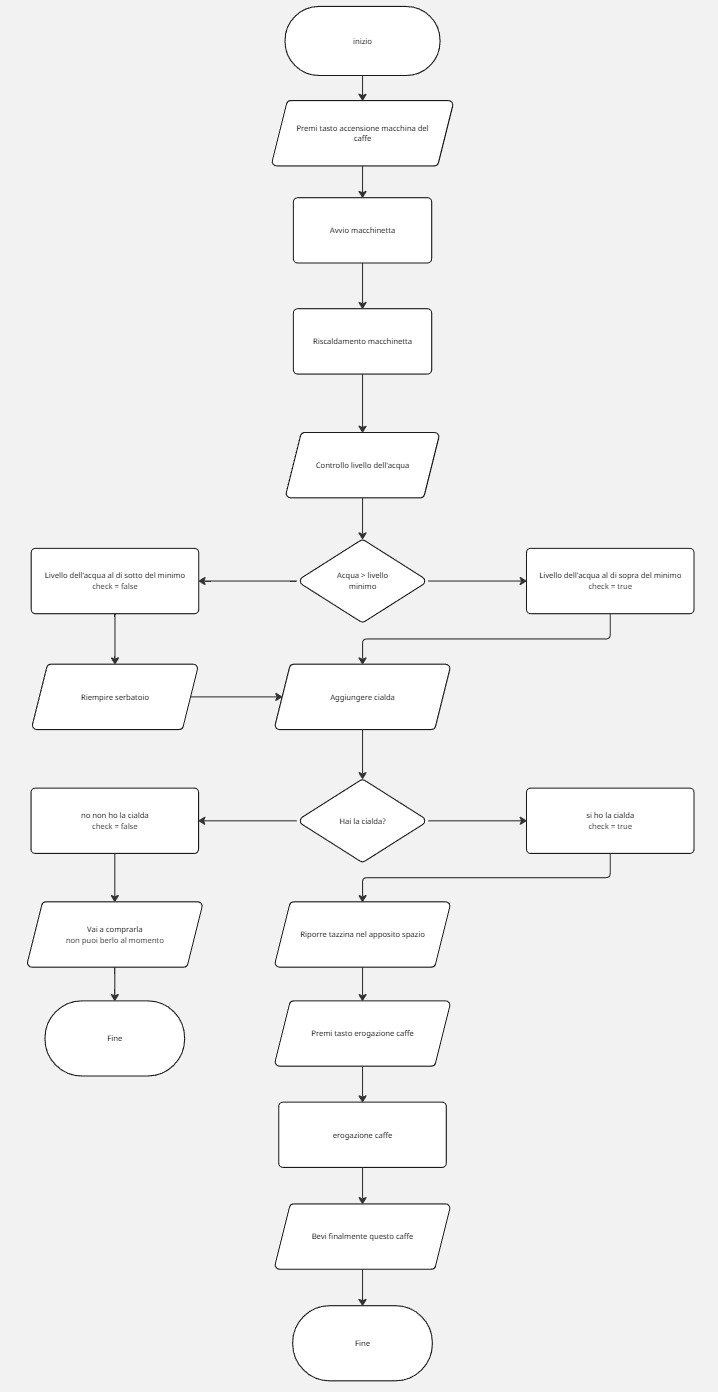 inizio
Premi tasto accensione macchina del
caffe
Avvio macchinetta
Riscaldamento macchinetta
Controllo livello dell'acqua
Livello dell'acqua al di sotto del minimo
check = false
Acqua > livello
minimo
Livello dell'acqua al di sopra del minimo
check = true
Riempire serbatoio
Aggiungere cialda
no non ho la cialda
check = false
Hai la cialda?
si ho la cialda
check = true
Vai a comprarla
non puoi berlo al momento
Riporre tazzina nel apposito spazio
Fine
Premi tasto erogazione caffe
erogazione caffe
Bevi finalmente questo caffe
Fine